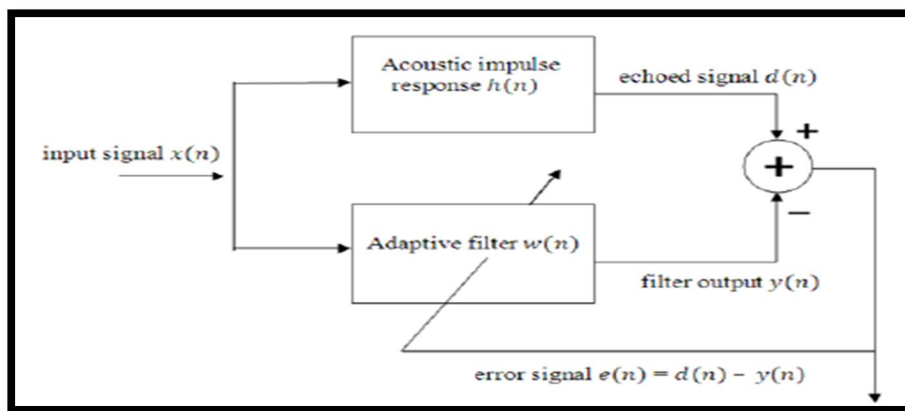 Acoustic impulse
response h(n)
echoed signal d(n)
+
input signal x(n)
+
−
Adaptive filter w(n)
filter output y(n)
error signal e(n) = d(n) − y(n)